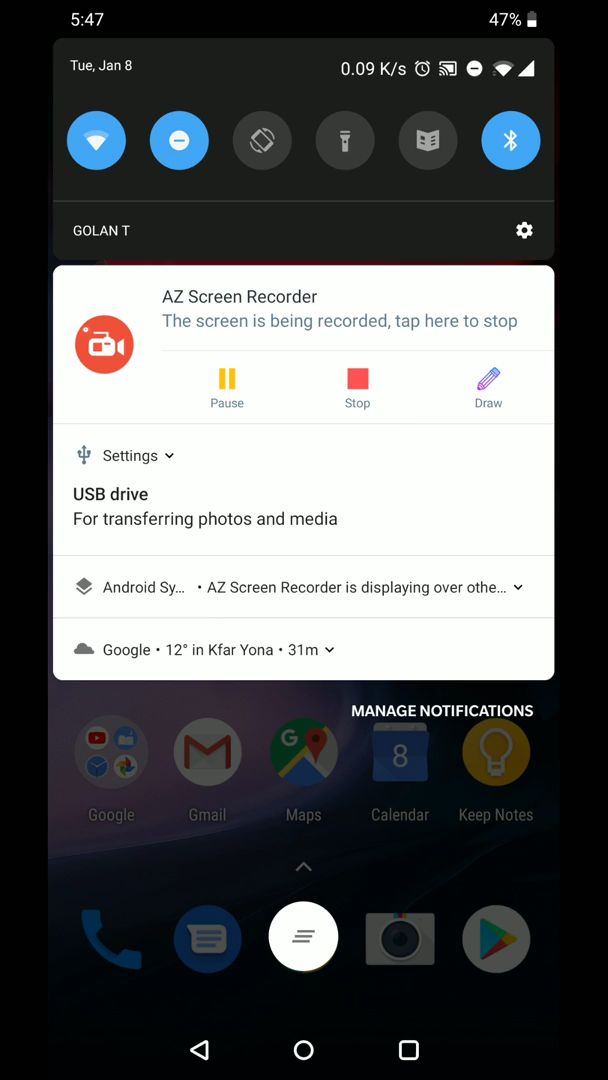 5:47
47%
Tue, Jan 8
0.09 K/s
GOLAN T
AZ Screen Recorder
The screen is being recorded, tap here to stop
Pause
Stop
Draw
Settings
USB drive
For transferring photos and media
Android Sy… • AZ Screen Recorder is displaying over othe…
Google • 12° in Kfar Yona • 31m
MANAGE NOTIFICATIONS
G
8
Google
Gmail
Maps
Calendar
Keep Notes